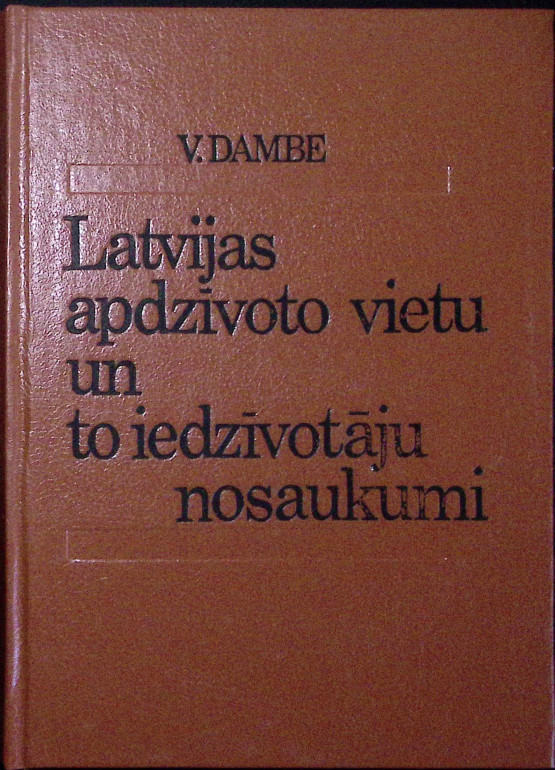 V. DAMBE
Latvijas
apdzīvoto vietu
un
to iedzīvotāju
nosaukumi